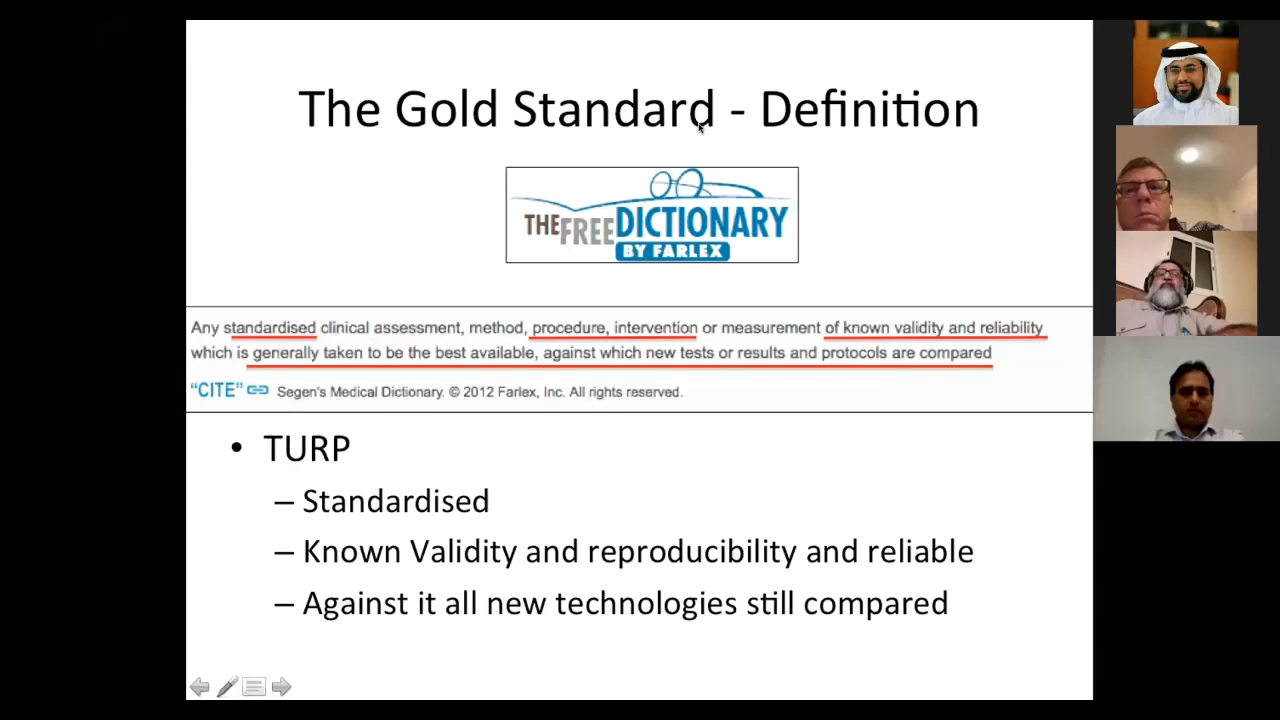 The Gold Standard - Definition
THE FREE DICTIONARY
BY FARLEX
Any standardised clinical assessment, method, procedure, intervention or measurement of known validity and reliability
which is generally taken to be the best available, against which new tests or results and protocols are compared
“CITE” Segen's Medical Dictionary. © 2012 Farlex, Inc. All rights reserved.
• TURP
– Standardised
– Known Validity and reproducibility and reliable
– Against it all new technologies still compared